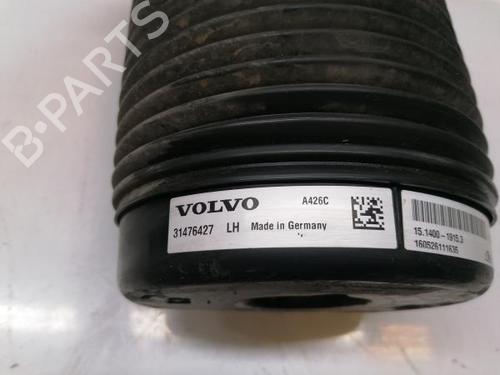 B-PARTS
VOLVO A426C
31476427 LH Made in Germany
15.1400-1915.3
160526111635